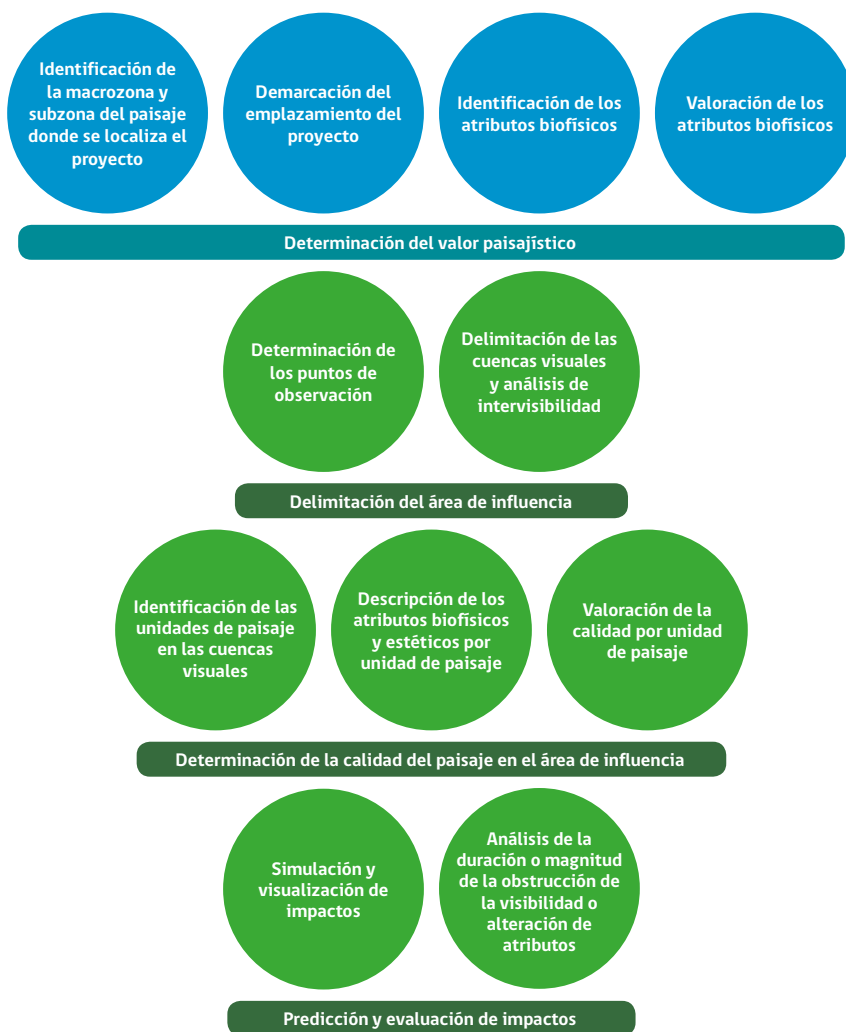 Identificación de
la macrozona y
subzona del paisaje
donde se localiza el
proyecto
Demarcación del
emplazamiento del
proyecto
Identificación de los
atributos biofísicos
Valoración de los
atributos biofísicos
Determinación del valor paisajístico
Determinación de
los puntos de
observación
Delimitación de las
cuencas visuales
y análisis de
intervisibilidad
Delimitación del área de influencia
Identificación de las
unidades de paisaje
en las cuencas
visuales
Descripción de los
atributos biofísicos
y estéticos por
unidad de paisaje
Valoración de la
calidad por unidad
de paisaje
Determinación de la calidad del paisaje en el área de influencia
Simulación y
visualización de
impactos
Análisis de la
duración o magnitud
de la obstrucción de
la visibilidad o
alteración de
atributos
Predicción y evaluación de impactos